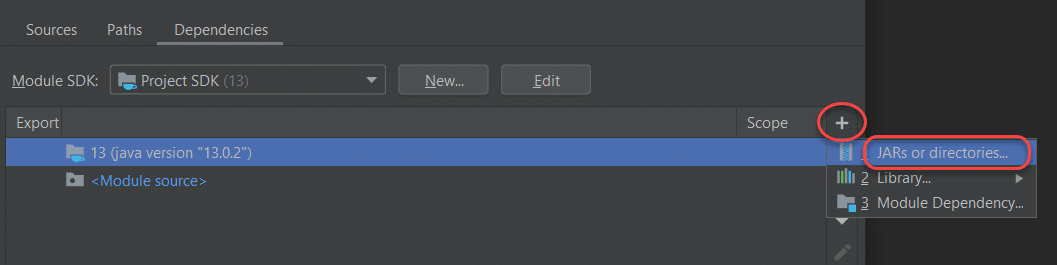 Sources Paths Dependencies
Module SDK: Project SDK (13) New... Edit
Export Scope
13 (java version "13.0.2")
1 JARs or directories...
<Module source>
2 Library...
3 Module Dependency...